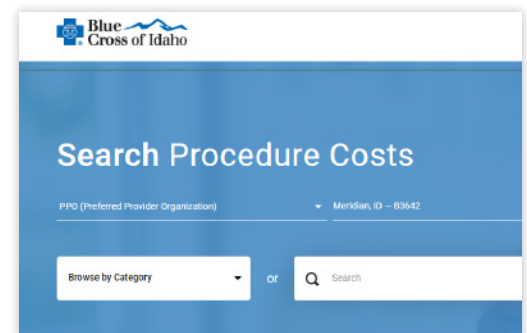 Blue
Cross of Idaho
Search Procedure Costs
PPO (Preferred Provider Organization)
Meridian, ID — 83642
Browse by Category
or
Search